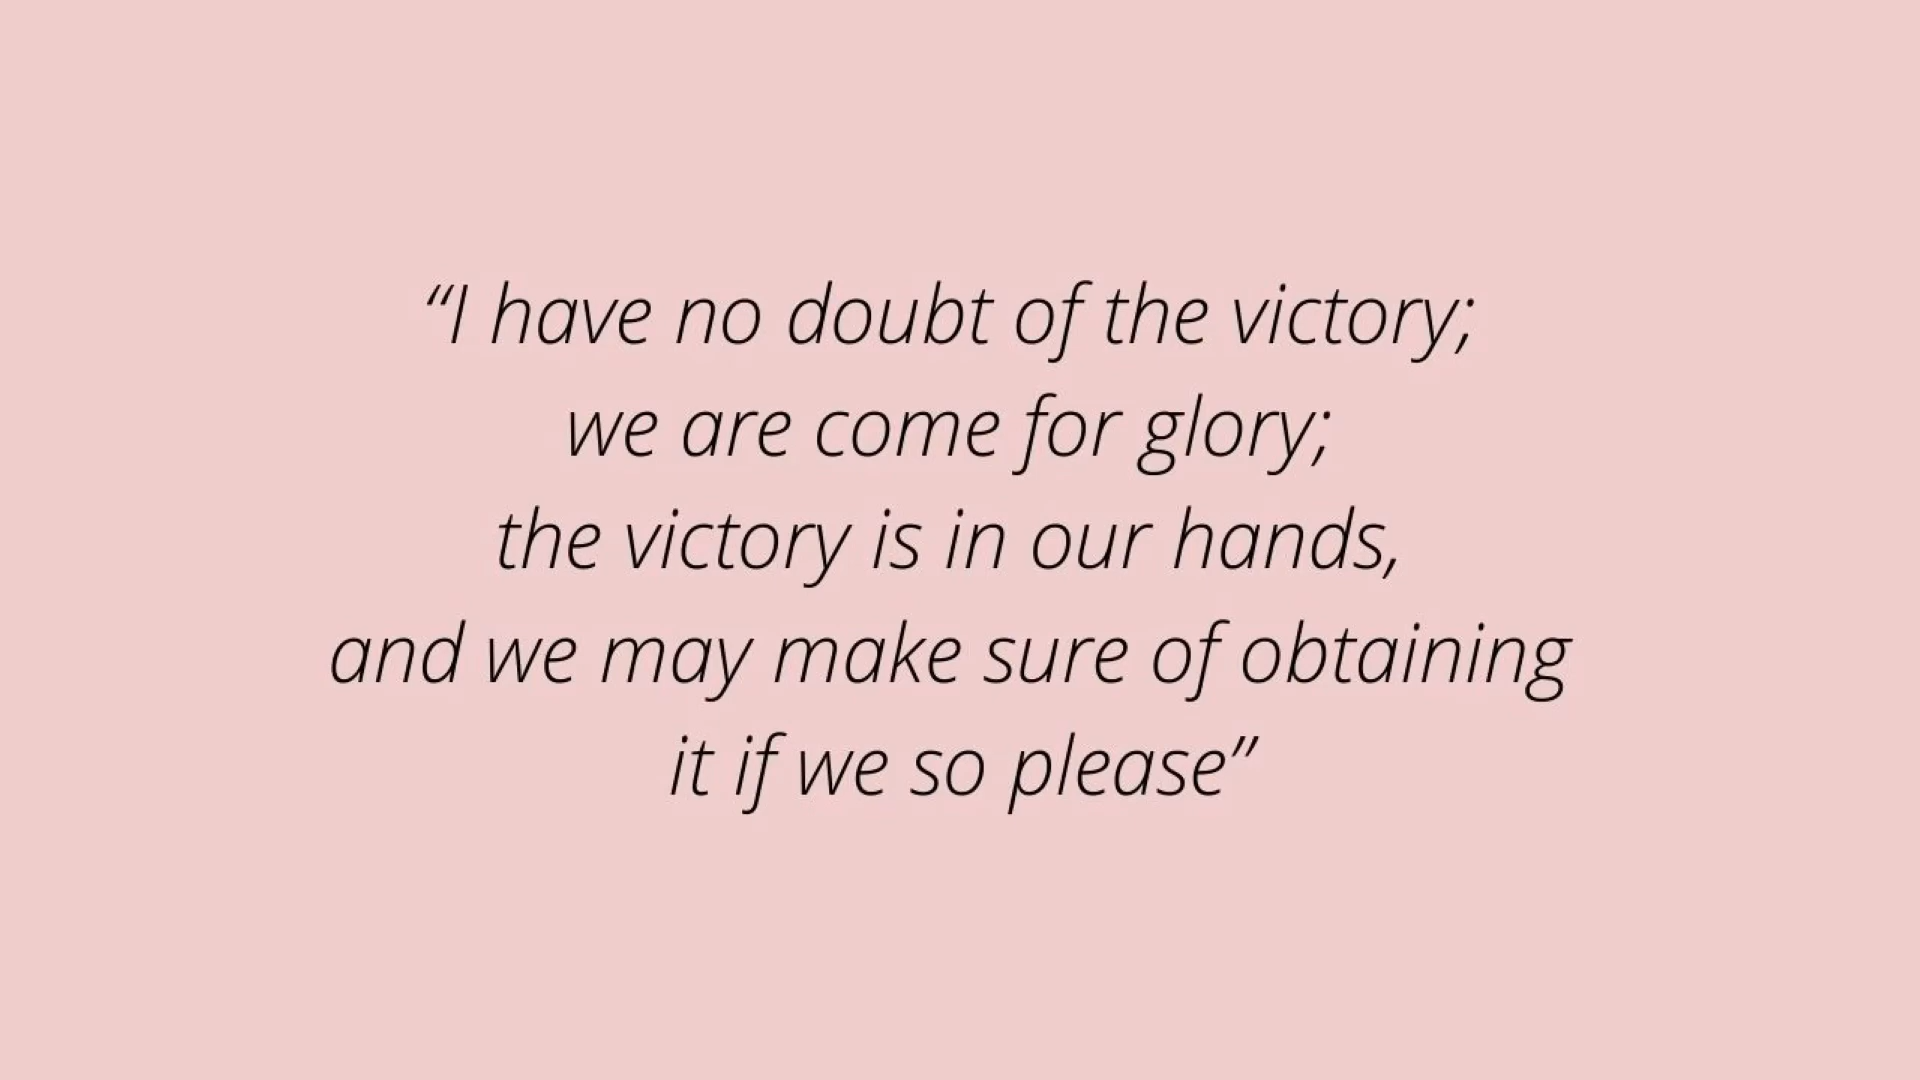 “I have no doubt of the victory;
we are come for glory;
the victory is in our hands,
and we may make sure of obtaining
it if we so please”